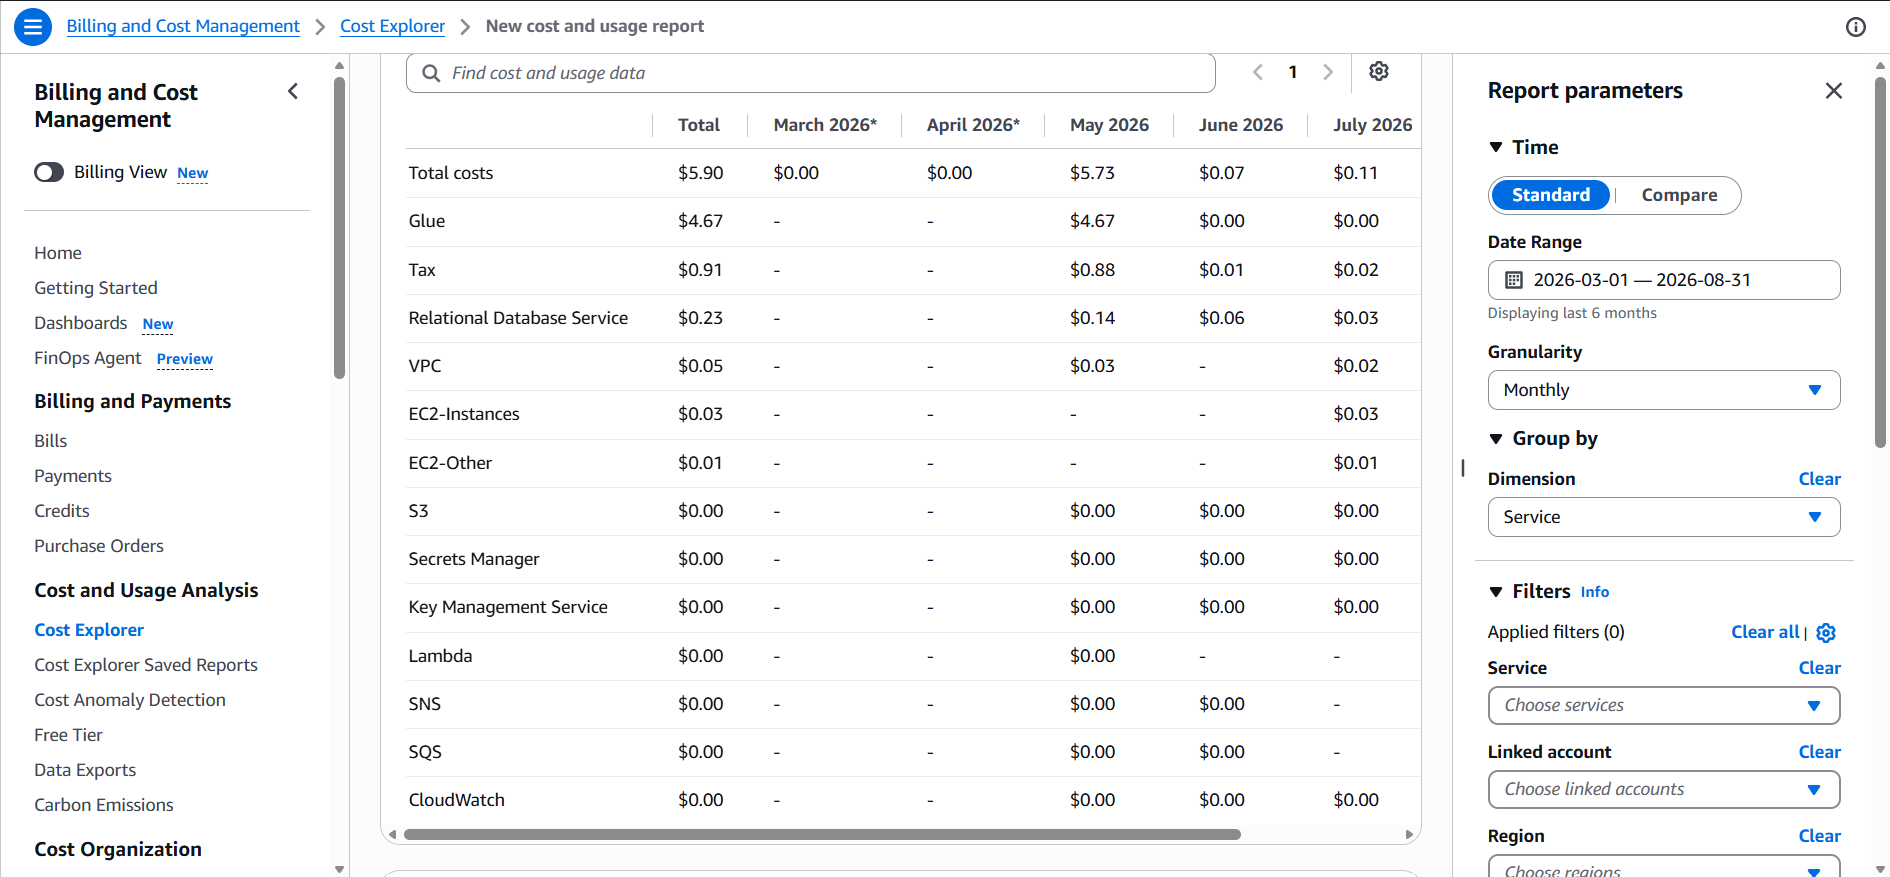 Billing and Cost Management > Cost Explorer > New cost and usage report
Billing and Cost Management
Billing View New
Home
Getting Started
Dashboards New
FinOps Agent Preview
Billing and Payments
Bills
Payments
Credits
Purchase Orders
Cost and Usage Analysis
Cost Explorer
Cost Explorer Saved Reports
Cost Anomaly Detection
Free Tier
Data Exports
Carbon Emissions
Cost Organization
Find cost and usage data
1
Total March 2026* April 2026* May 2026 June 2026 July 2026
Total costs $5.90 $0.00 $0.00 $5.73 $0.07 $0.11
Glue $4.67 - - $4.67 $0.00 $0.00
Tax $0.91 - - $0.88 $0.01 $0.02
Relational Database Service $0.23 - - $0.14 $0.06 $0.03
VPC $0.05 - - $0.03 - $0.02
EC2-Instances $0.03 - - - - $0.03
EC2-Other $0.01 - - - - $0.01
S3 $0.00 - - $0.00 $0.00 $0.00
Secrets Manager $0.00 - - $0.00 $0.00 $0.00
Key Management Service $0.00 - - $0.00 $0.00 $0.00
Lambda $0.00 - - $0.00 - -
SNS $0.00 - - $0.00 $0.00 -
SQS $0.00 - - $0.00 $0.00 -
CloudWatch $0.00 - - $0.00 $0.00 $0.00
Report parameters
Time
Standard | Compare
Date Range
2026-03-01 — 2026-08-31
Displaying last 6 months
Granularity
Monthly
Group by
Dimension Clear
Service
Filters Info
Applied filters (0) Clear all |
Service Clear
Choose services
Linked account Clear
Choose linked accounts
Region Clear
Choose regions